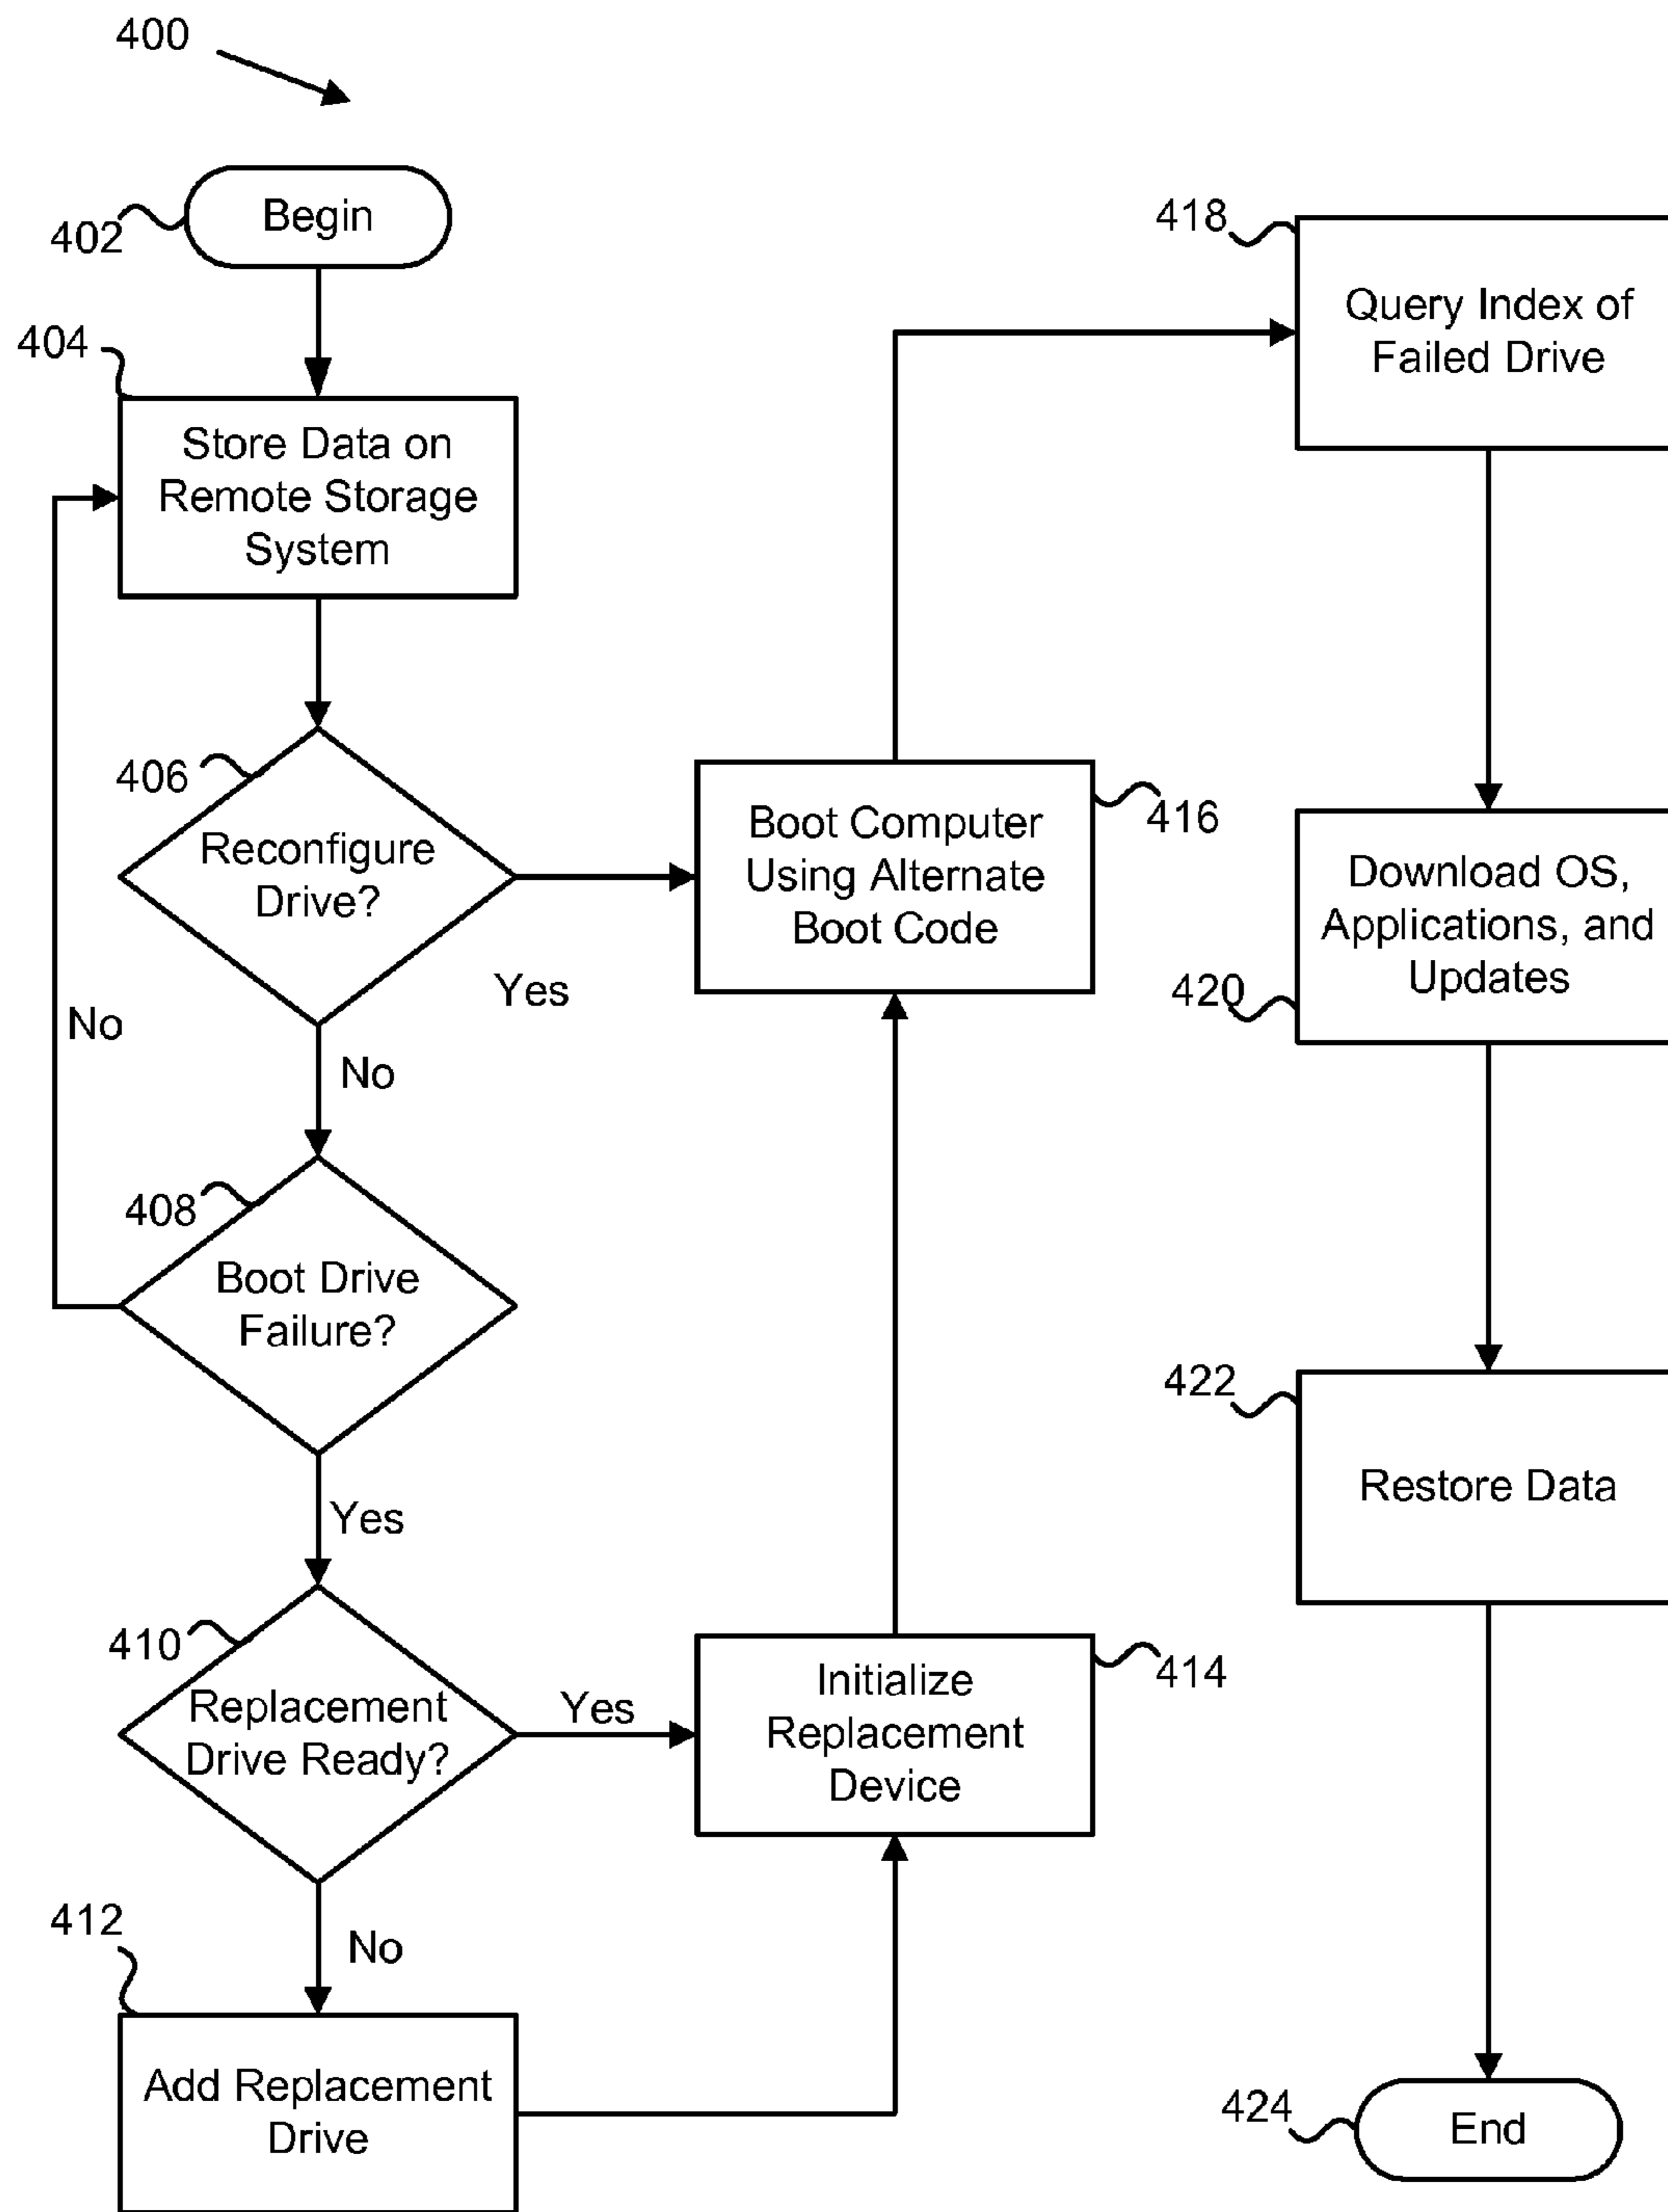 400
402
Begin
404
Store Data on
Remote Storage
System
406
Reconfigure
Drive?
Yes
No
No
408
Boot Drive
Failure?
Yes
410
Replacement
Drive Ready?
Yes
No
412
Add Replacement
Drive
414
Initialize
Replacement
Device
416
Boot Computer
Using Alternate
Boot Code
418
Query Index of
Failed Drive
420
Download OS,
Applications, and
Updates
422
Restore Data
424
End